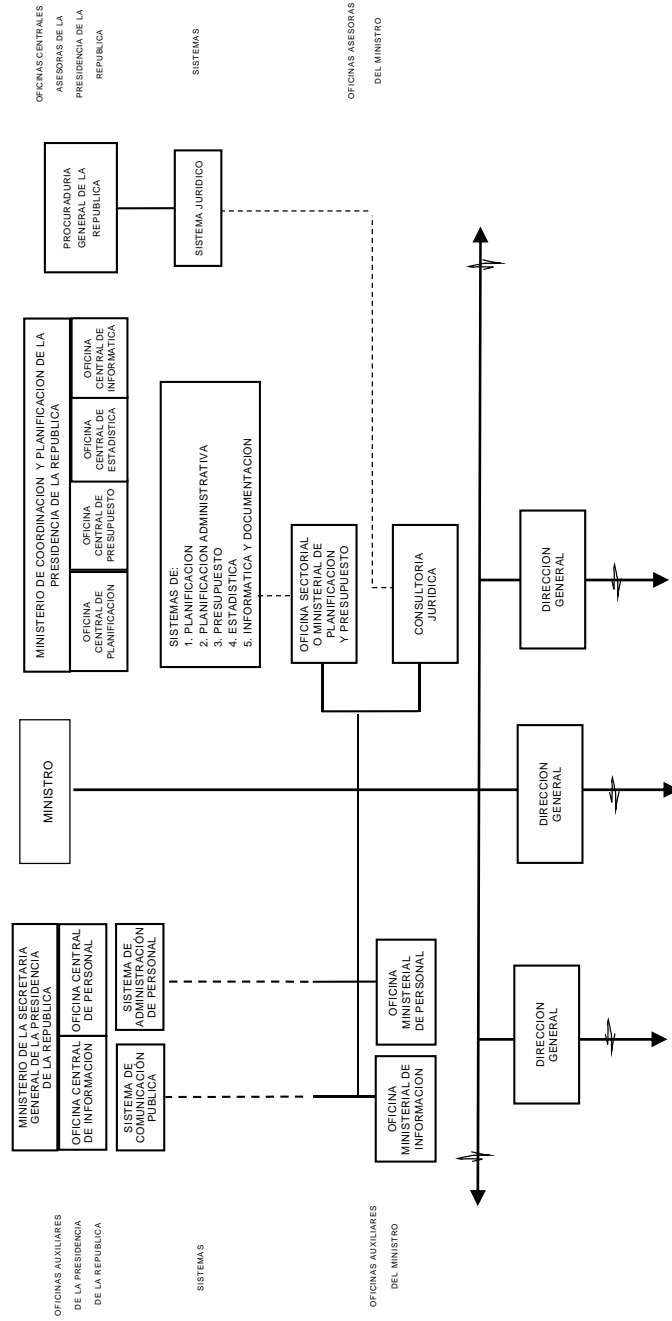 OFICINAS AUXILIARES
DE LA PRESIDENCIA
DE LA REPUBLICA
MINISTERIO DE LA SECRETARIA
GENERAL DE LA PRESIDENCIA
DE LA REPUBLICA
OFICINA CENTRAL
DE INFORMACION
OFICINA CENTRAL
DE PERSONAL
MINISTRO
MINISTERIO DE COORDINACION Y PLANIFICACION DE LA
PRESIDENCIA DE LA REPUBLICA
OFICINA
CENTRAL DE
PLANIFICACION
OFICINA
CENTRAL DE
PRESUPUESTO
OFICINA
CENTRAL DE
ESTADISTICA
OFICINA
CENTRAL DE
INFORMATICA
PROCURADURIA
GENERAL DE LA
REPUBLICA
OFICINAS CENTRALES
ASESORAS DE LA
PRESIDENCIA DE LA
REPUBLICA
SISTEMAS
SISTEMA DE
COMUNICACIÓN
PUBLICA
SISTEMA DE
ADMINISTRACIÓN
DE PERSONAL
SISTEMAS DE:
1. PLANIFICACION
2. PLANIFICACION ADMINISTRATIVA
3. PRESUPUESTO
4. ESTADISTICA
5. INFORMATICA Y DOCUMENTACION
SISTEMA JURIDICO
SISTEMAS
OFICINAS AUXILIARES
DEL MINISTRO
OFICINA
MINISTERIAL DE
INFORMACION
OFICINA
MINISTERIAL
DE PERSONAL
OFICINA SECTORIAL
O MINISTERIAL DE
PLANIFICACION
Y PRESUPUESTO
CONSULTORIA
JURIDICA
OFICINAS ASESORAS
DEL MINISTRO
DIRECCION
GENERAL
DIRECCION
GENERAL
DIRECCION
GENERAL